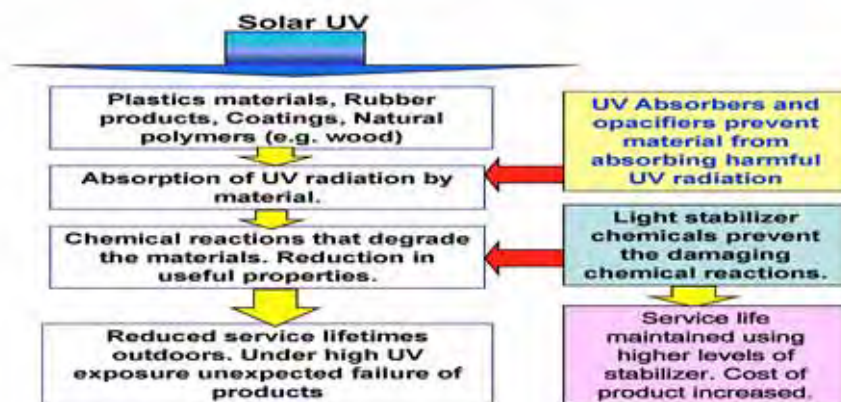 Solar UV
Plastics materials, Rubber
products, Coatings, Natural
polymers (e.g. wood)
Absorption of UV radiation by
material.
Chemical reactions that degrade
the materials. Reduction in
useful properties.
Reduced service lifetimes
outdoors. Under high UV
exposure unexpected failure of
products
UV Absorbers and
opacifiers prevent
material from
absorbing harmful
UV radiation
Light stabilizer
chemicals prevent
the damaging
chemical reactions.
Service life
maintained using
higher levels of
stabilizer. Cost of
product increased.